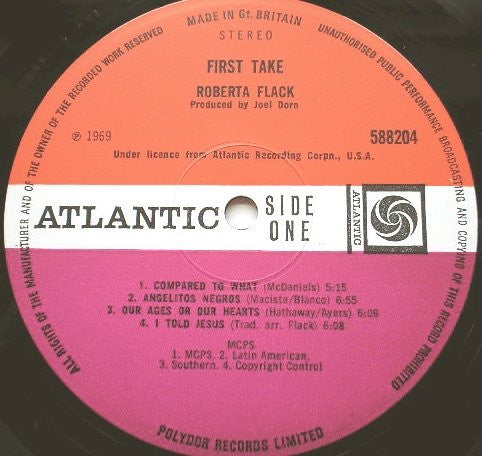 MADE IN Gt. BRITAIN
STEREO
FIRST TAKE
ROBERTA FLACK
Produced by Joel Dorn
℗ 1969
588204
Under licence from Atlantic Recording Corpn., U.S.A.
ATLANTIC
SIDE
ONE
ATLANTIC
1. COMPARED TO WHAT (McDaniels) 5:15
2. ANGELITOS NEGROS (Maciste/Blanco) 6:55
3. OUR AGES OR OUR HEARTS (Hathaway/Ayers) 6:09
4. I TOLD JESUS (Trad. arr. Flack) 6:08
MCPS
1. MCPS. 2. Latin American.
3. Southern. 4. Copyright Control
POLYDOR RECORDS LIMITED
ALL RIGHTS OF THE MANUFACTURER AND OF THE OWNER OF THE RECORDED WORK RESERVED
UNAUTHORISED PUBLIC PERFORMANCE BROADCASTING AND COPYING OF THIS RECORD PROHIBITED